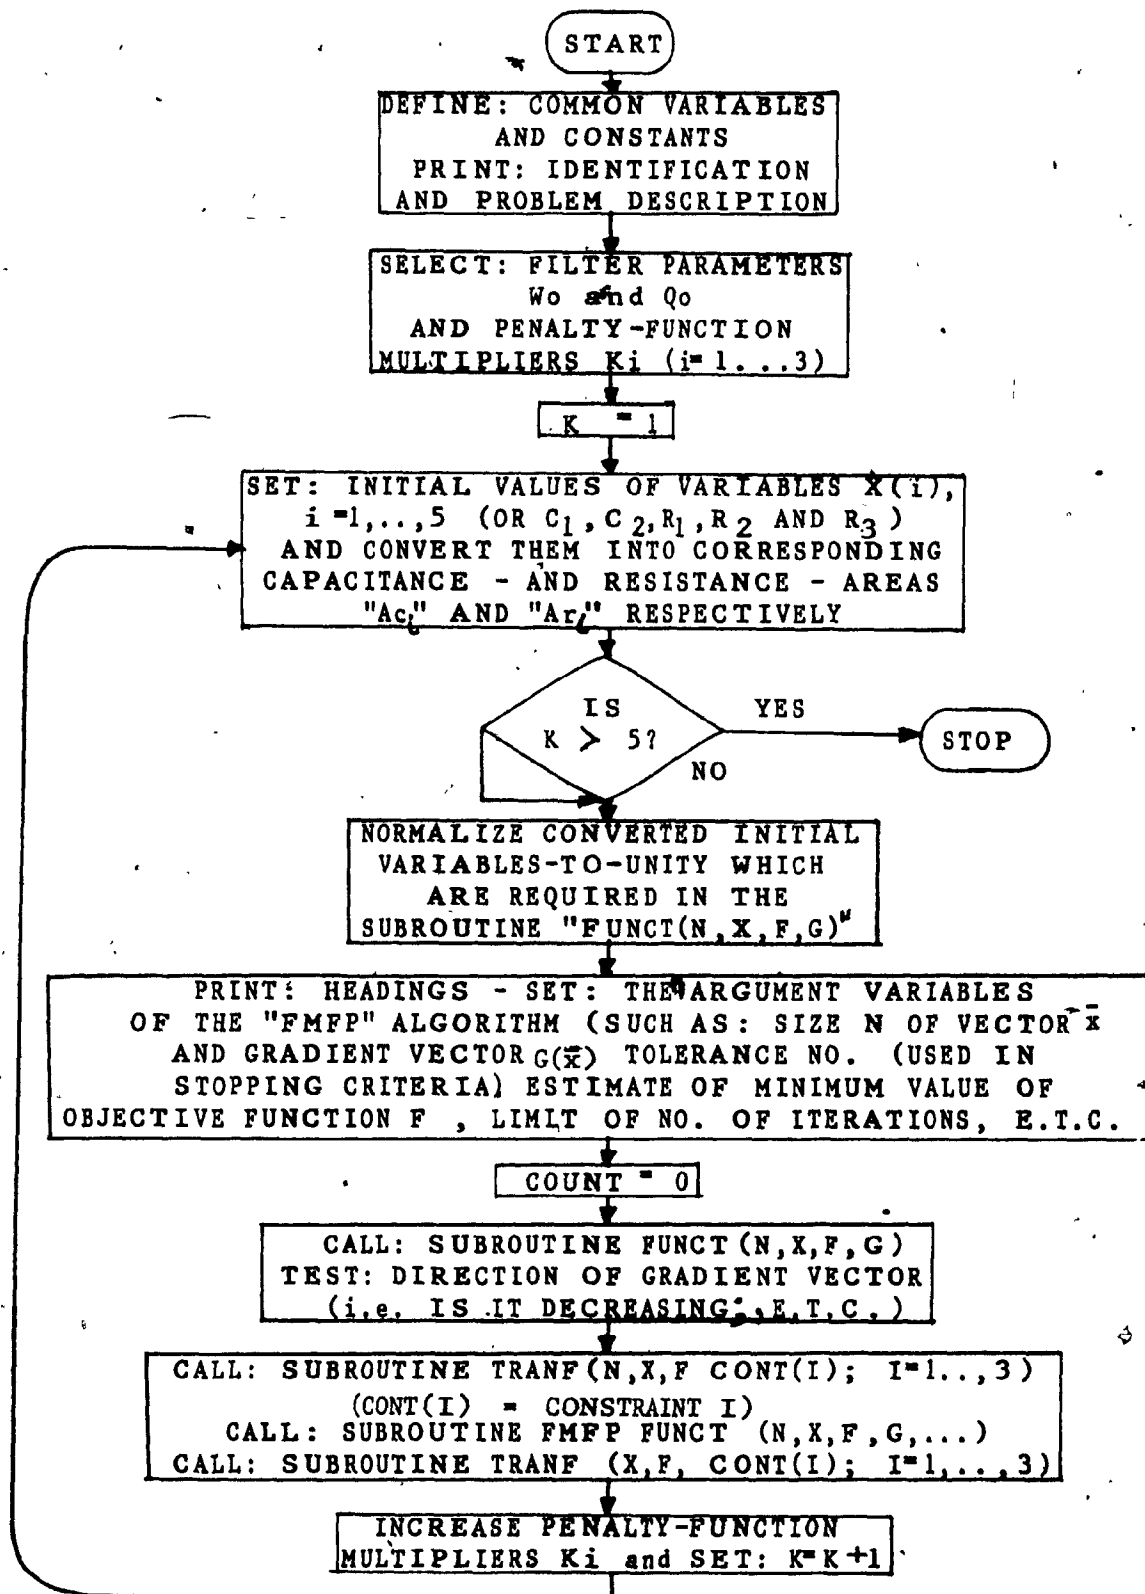 START
DEFINE: COMMON VARIABLES
AND CONSTANTS
PRINT: IDENTIFICATION
AND PROBLEM DESCRIPTION
SELECT: FILTER PARAMETERS
Wo and Qo
AND PENALTY-FUNCTION
MULTIPLIERS Ki (i=1...3)
K = 1
SET: INITIAL VALUES OF VARIABLES X(i),
i=1,..,5 (OR C1,C2,R1,R2 AND R3)
AND CONVERT THEM INTO CORRESPONDING
CAPACITANCE - AND RESISTANCE - AREAS
"Aci" AND "Ari" RESPECTIVELY
IS
K > 5?
YES
STOP
NO
NORMALIZE CONVERTED INITIAL
VARIABLES-TO-UNITY WHICH
ARE REQUIRED IN THE
SUBROUTINE "FUNCT(N,X,F,G)"
PRINT: HEADINGS - SET: THE ARGUMENT VARIABLES
OF THE "FMFP" ALGORITHM (SUCH AS: SIZE N OF VECTOR x̄
AND GRADIENT VECTOR G(x̄) TOLERANCE NO. (USED IN
STOPPING CRITERIA) ESTIMATE OF MINIMUM VALUE OF
OBJECTIVE FUNCTION F , LIMIT OF NO. OF ITERATIONS, E.T.C.
COUNT = 0
CALL: SUBROUTINE FUNCT(N,X,F,G)
TEST: DIRECTION OF GRADIENT VECTOR
(i.e. IS IT DECREASING, E.T.C.)
CALL: SUBROUTINE TRANF(N,X,F CONT(I); I=1..,3)
(CONT(I) = CONSTRAINT I)
CALL: SUBROUTINE FMFP FUNCT (N,X,F,G,...)
CALL: SUBROUTINE TRANF (X,F, CONT(I); I=1,..,3)
INCREASE PENALTY-FUNCTION
MULTIPLIERS Ki and SET: K=K+1